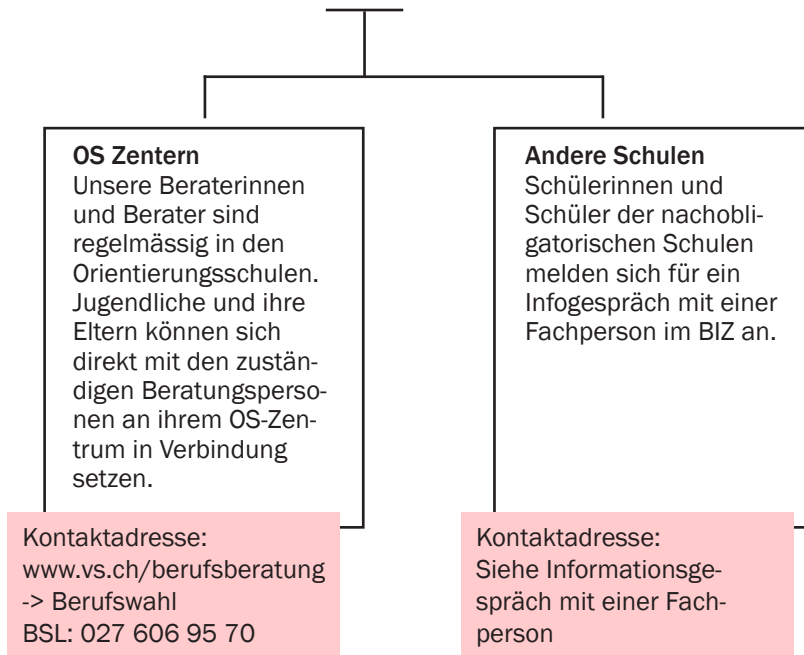 OS Zentern
Unsere Beraterinnen
und Berater sind
regelmässig in den
Orientierungsschulen.
Jugendliche und ihre
Eltern können sich
direkt mit den zustän-
digen Beratungsperso-
nen an ihrem OS-Zen-
trum in Verbindung
setzen.
Kontaktadresse:
www.vs.ch/berufsberatung
-> Berufswahl
BSL: 027 606 95 70
Andere Schulen
Schülerinnen und
Schüler der nachobli-
gatorischen Schulen
melden sich für ein
Infogespräch mit einer
Fachperson im BIZ an.
Kontaktadresse:
Siehe Informationsge-
spräch mit einer Fach-
person